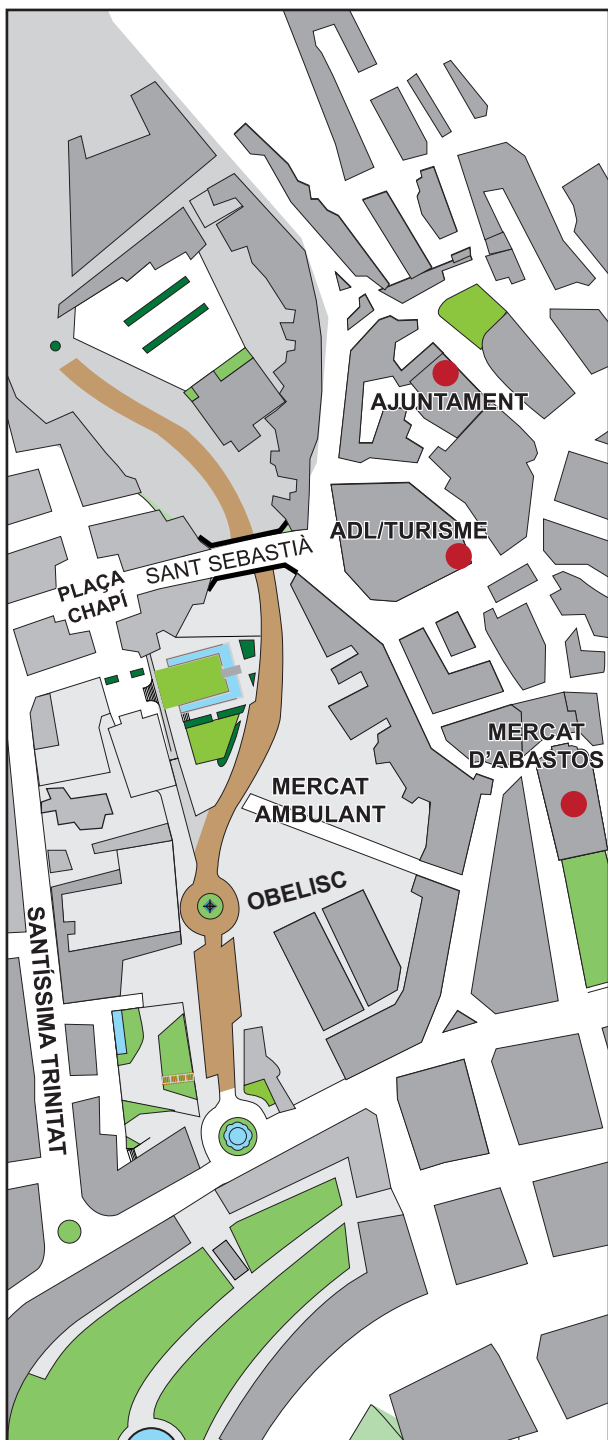 AJUNTAMENT
ADL/TURISME
SANT SEBASTIÀ
PLAÇA
CHAPÍ
MERCAT
D'ABASTOS
MERCAT
AMBULANT
OBELISC
SANTÍSSIMA TRINITAT